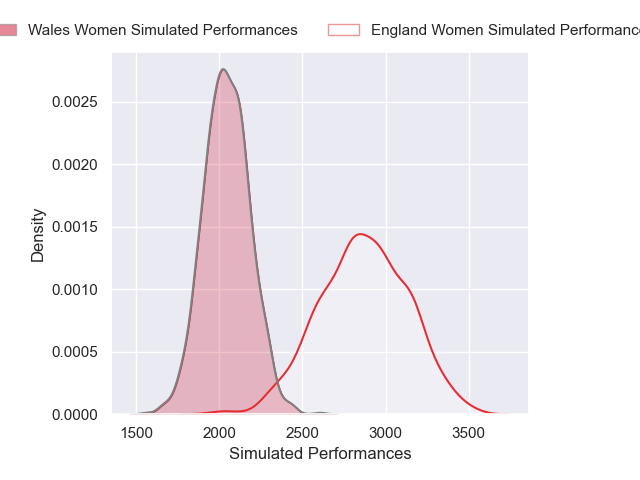 Wales Women Simulated Performances England Women Simulated Performanc
0.0025
0.0020
0.0015
0.0010
0.0005
0.0000
Density
1500 2000 2500 3000 3500
Simulated Performances